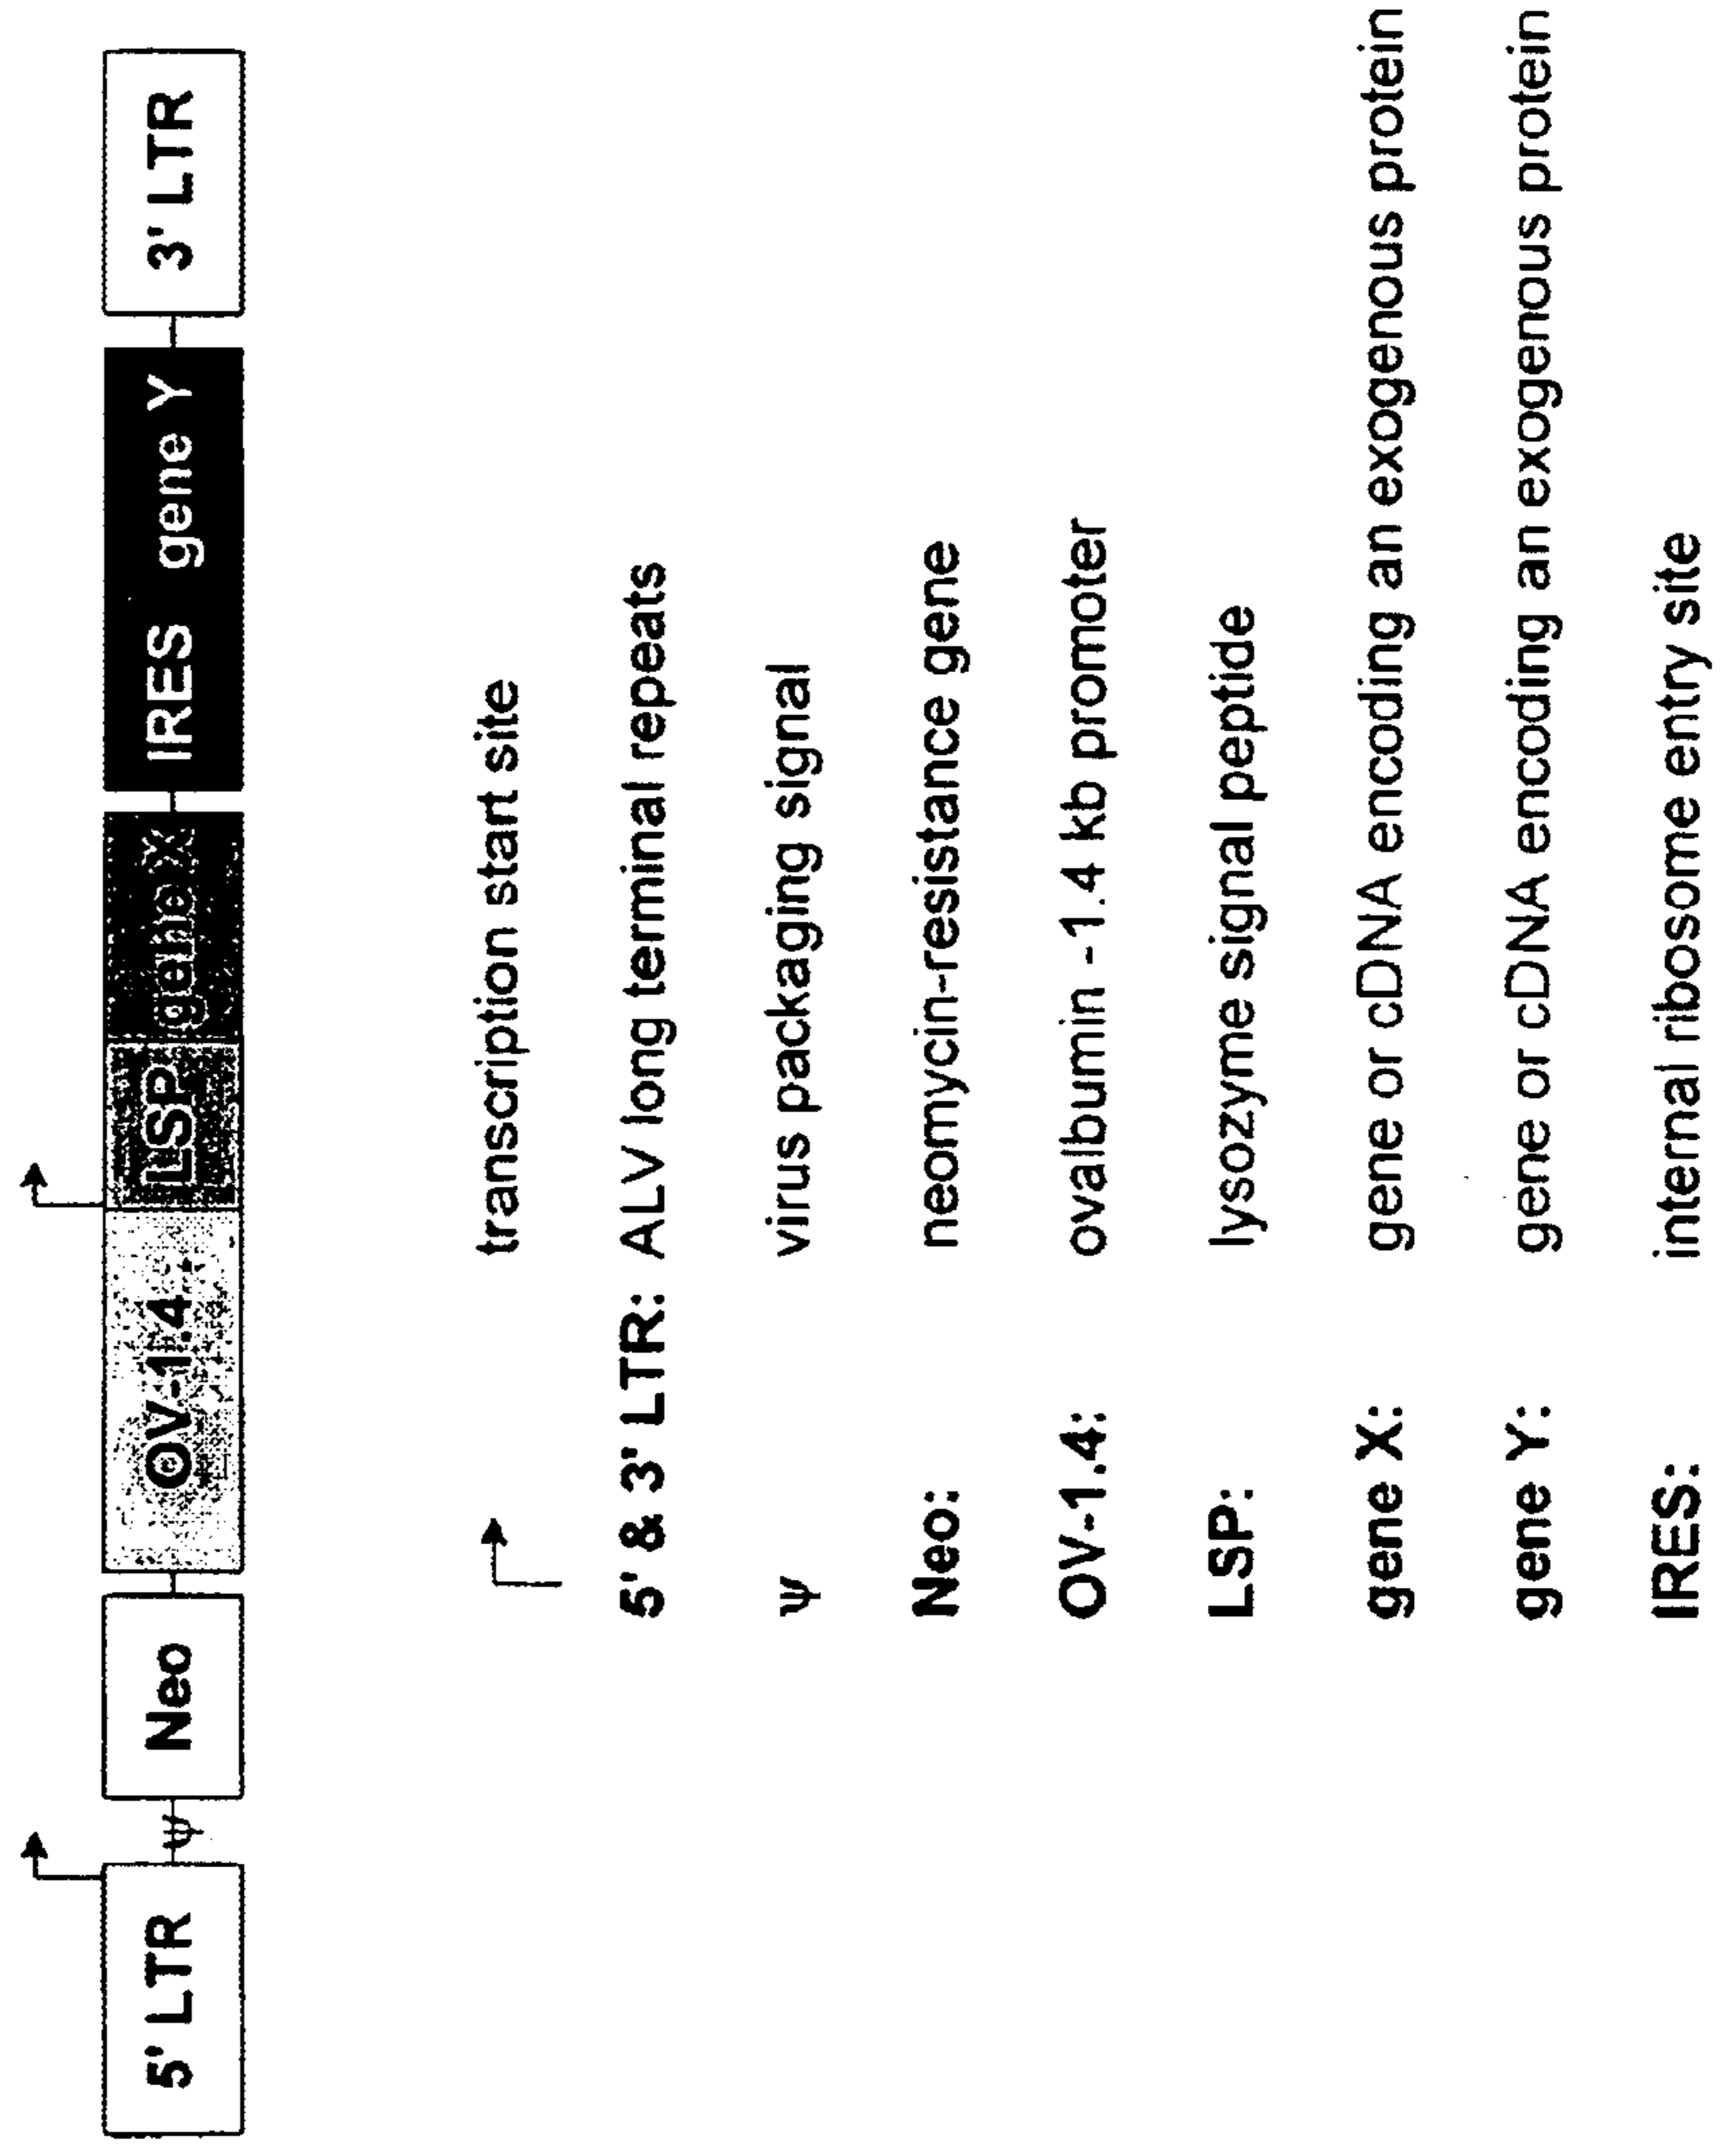 5' LTR ψ Neo OV-1.4 LSP gene X IRES gene Y 3' LTR
transcription start site
5' & 3' LTR: ALV long terminal repeats
ψ virus packaging signal
Neo: neomycin-resistance gene
OV-1.4: ovalbumin -1.4 kb promoter
LSP: lysozyme signal peptide
gene X: gene or cDNA encoding an exogenous protein
gene Y: gene or cDNA encoding an exogenous protein
IRES: internal ribosome entry site